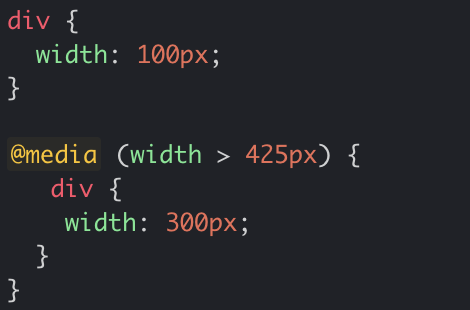 div {
  width: 100px;
}

@media (width > 425px) {
   div {
    width: 300px;
  }
}